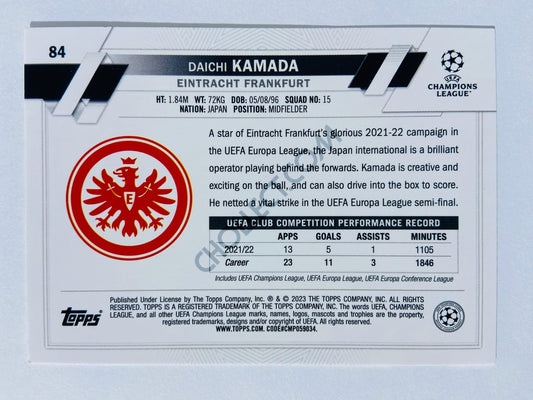 84
DAICHI KAMADA
EINTRACHT FRANKFURT
UEFA
CHAMPIONS
LEAGUE
HT: 1.84M WT: 72KG DOB: 05/08/96 SQUAD NO: 15
NATION: JAPAN POSITION: MIDFIELDER
A star of Eintracht Frankfurt's glorious 2021-22 campaign in
the UEFA Europa League, the Japan international is a brilliant
operator playing behind the forwards. Kamada is creative and
exciting on the ball, and can also drive into the box to score.
He netted a vital strike in the UEFA Europa League semi-final.
E
UEFA CLUB COMPETITION PERFORMANCE RECORD
APPS GOALS ASSISTS MINUTES
2021/22 13 5 1 1105
Career 23 11 3 1846
Includes UEFA Champions League, UEFA Europa League, UEFA Europa Conference League
CHOLLECT.COM
Topps
Published Under License by The Topps Company, Inc. ® & © 2023 THE TOPPS COMPANY, INC. ALL RIGHTS RESERVED.
TOPPS IS A REGISTERED TRADEMARK OF THE TOPPS COMPANY, INC. The words UEFA, CHAMPIONS
LEAGUE, and all other UEFA Champions League marks, names, logos, mascots and trophies are the property,
registered trademarks, designs and/or copyright of UEFA. All rights reserved.
WWW.TOPPS.COM. CODE#CMP059034.